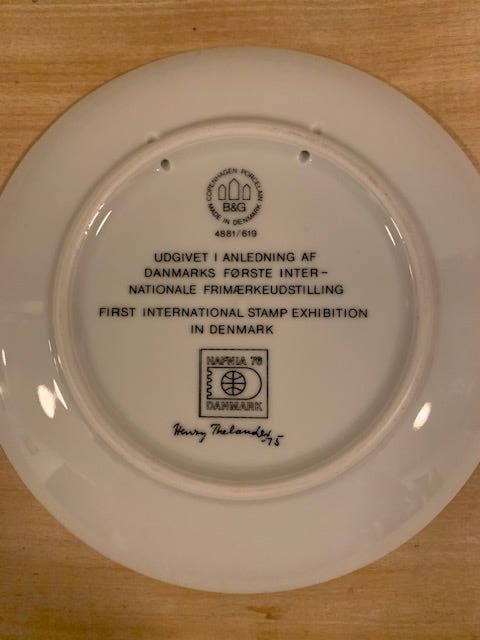 COPENHAGEN PORCELAIN
B&G
MADE IN DENMARK
4881/619
UDGIVET I ANLEDNING AF
DANMARKS FØRSTE INTER-
NATIONALE FRIMÆRKEUDSTILLING
FIRST INTERNATIONAL STAMP EXHIBITION
IN DENMARK
HAFNIA 76
DANMARK
Henry Thelander
75